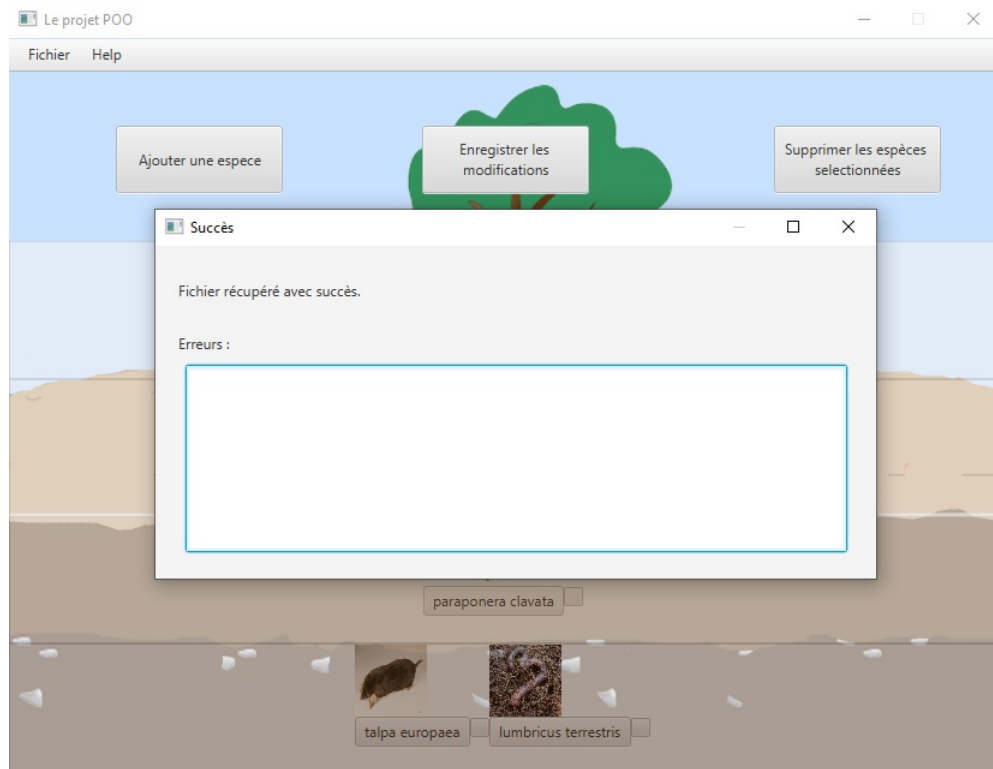 Le projet POO
Fichier Help
Ajouter une espece
Enregistrer les
modifications
Supprimer les espèces
selectionnées
Succès
Fichier récupéré avec succès.
Erreurs :
paraponera clavata
talpa europaea
lumbricus terrestris